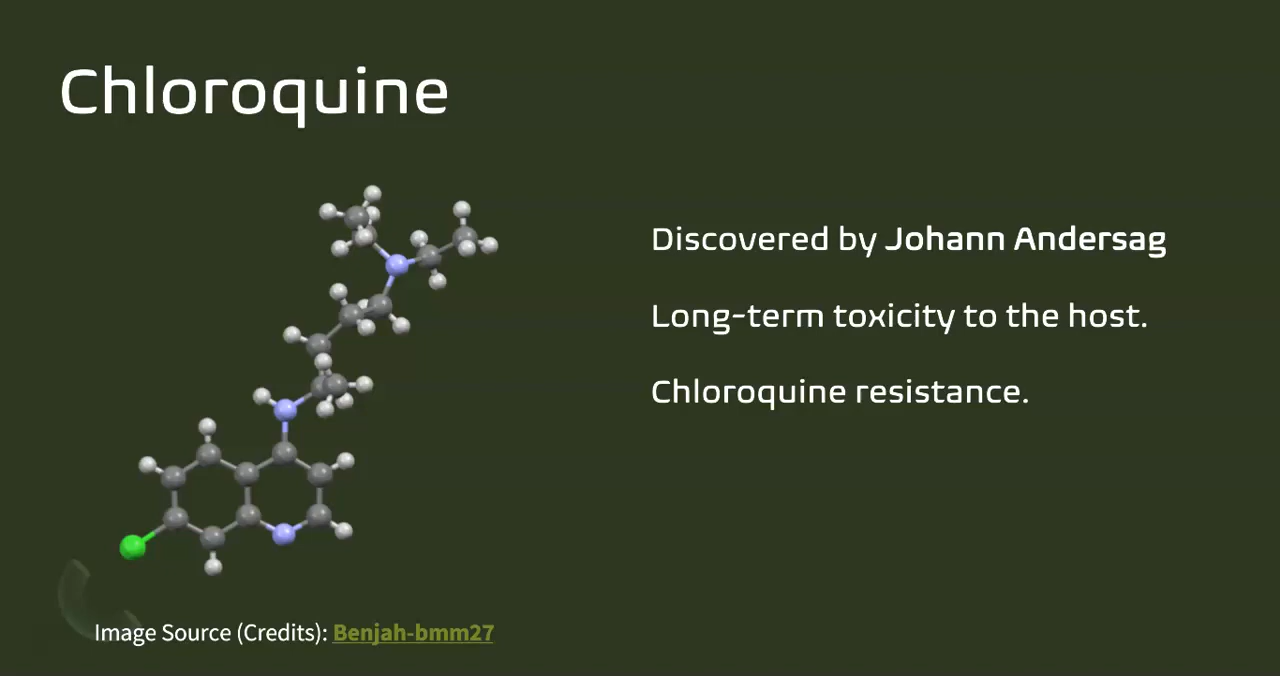 Chloroquine
Discovered by Johann Andersag
Long-term toxicity to the host.
Chloroquine resistance.
Image Source (Credits): Benjah-bmm27